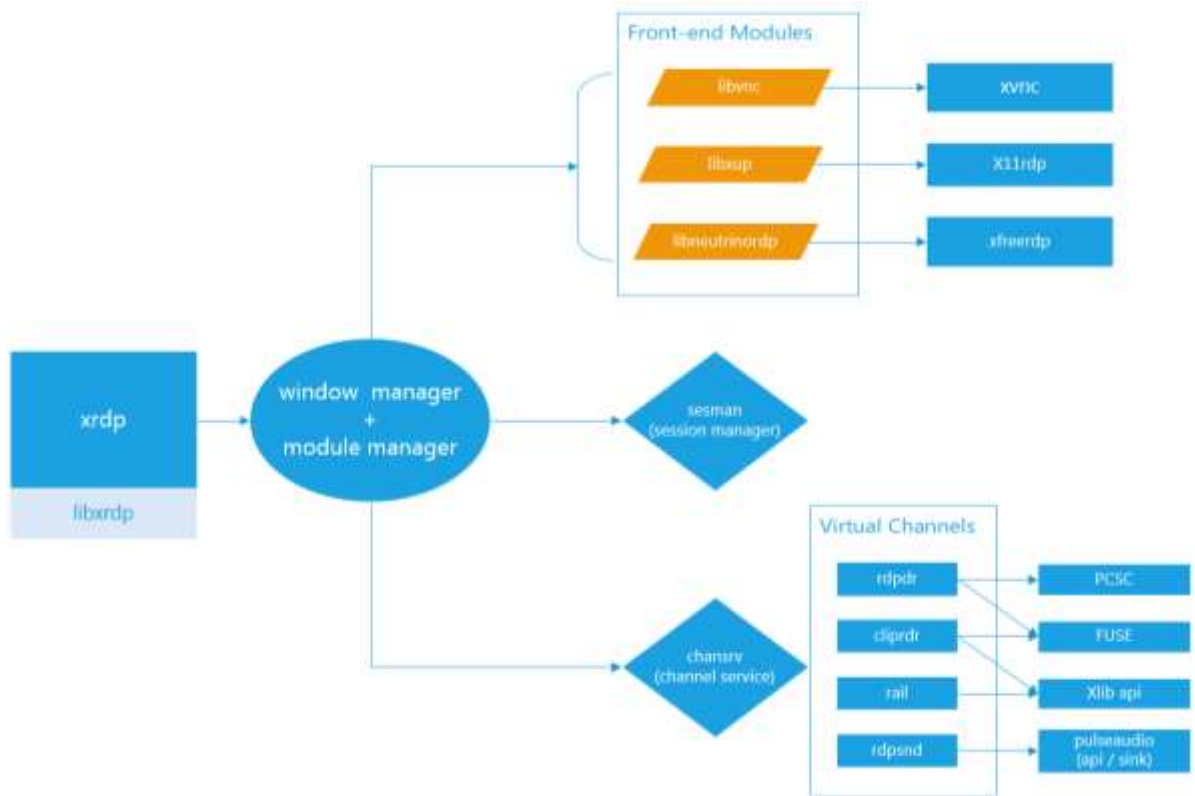 Front-end Modules
libvnc
xvnc
libxup
X11rdp
libneutrinordp
xfreerdp
xrdp
libxrdp
window manager
+
module manager
sesman
(session manager)
chansrv
(channel service)
Virtual Channels
rdpdr
PCSC
cliprdr
FUSE
rail
Xlib api
rdpsnd
pulseaudio
(api / sink)